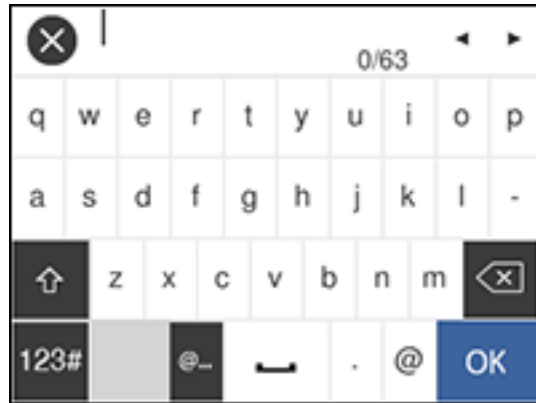 0/63
q w e r t y u i o p
a s d f g h j k l -
z x c v b n m
123# @... . @ OK